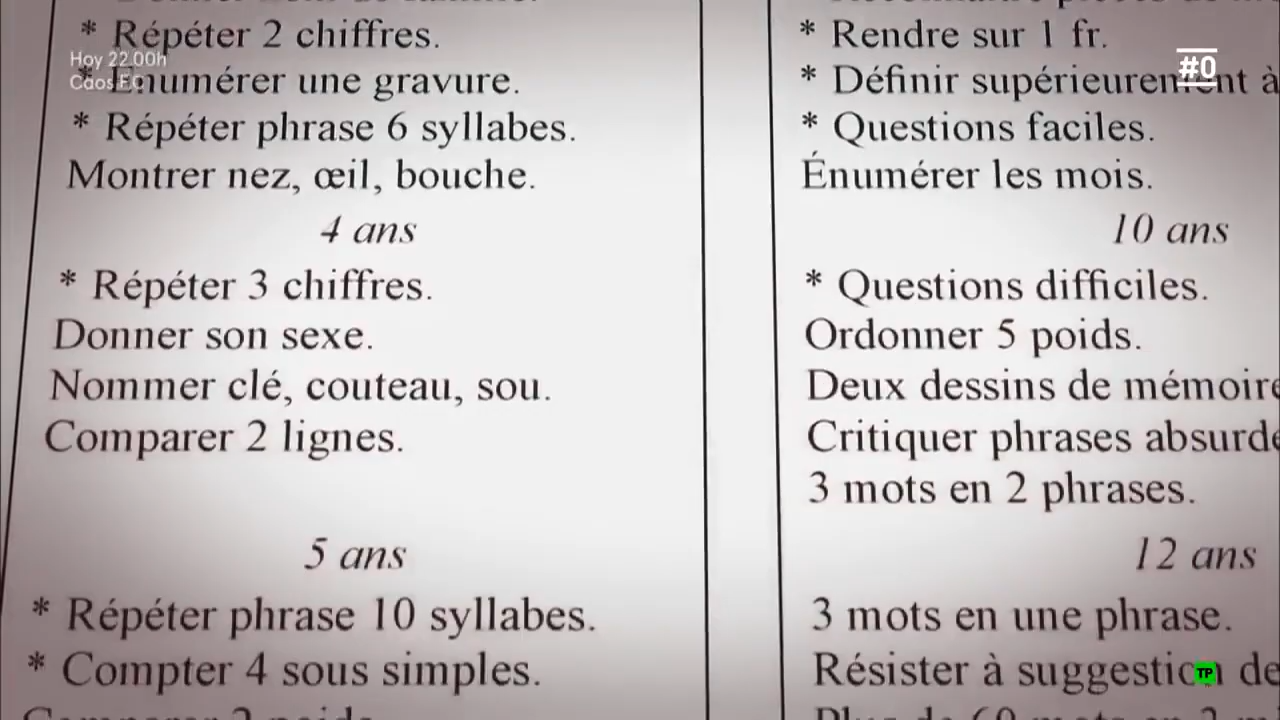 * Répéter 2 chiffres.
Hoy 22.00h
Caos F.C.
* Enumérer une gravure.
* Répéter phrase 6 syllabes.
Montrer nez, œil, bouche.
4 ans
* Répéter 3 chiffres.
Donner son sexe.
Nommer clé, couteau, sou.
Comparer 2 lignes.
5 ans
* Répéter phrase 10 syllabes.
* Compter 4 sous simples.
* Rendre sur 1 fr.
#0
* Définir supérieurement à
* Questions faciles.
Énumérer les mois.
10 ans
* Questions difficiles.
Ordonner 5 poids.
Deux dessins de mémoire
Critiquer phrases
3 mots en 2 phrases.
12 ans
3 mots en une phrase.
Résister à suggestion de
TP